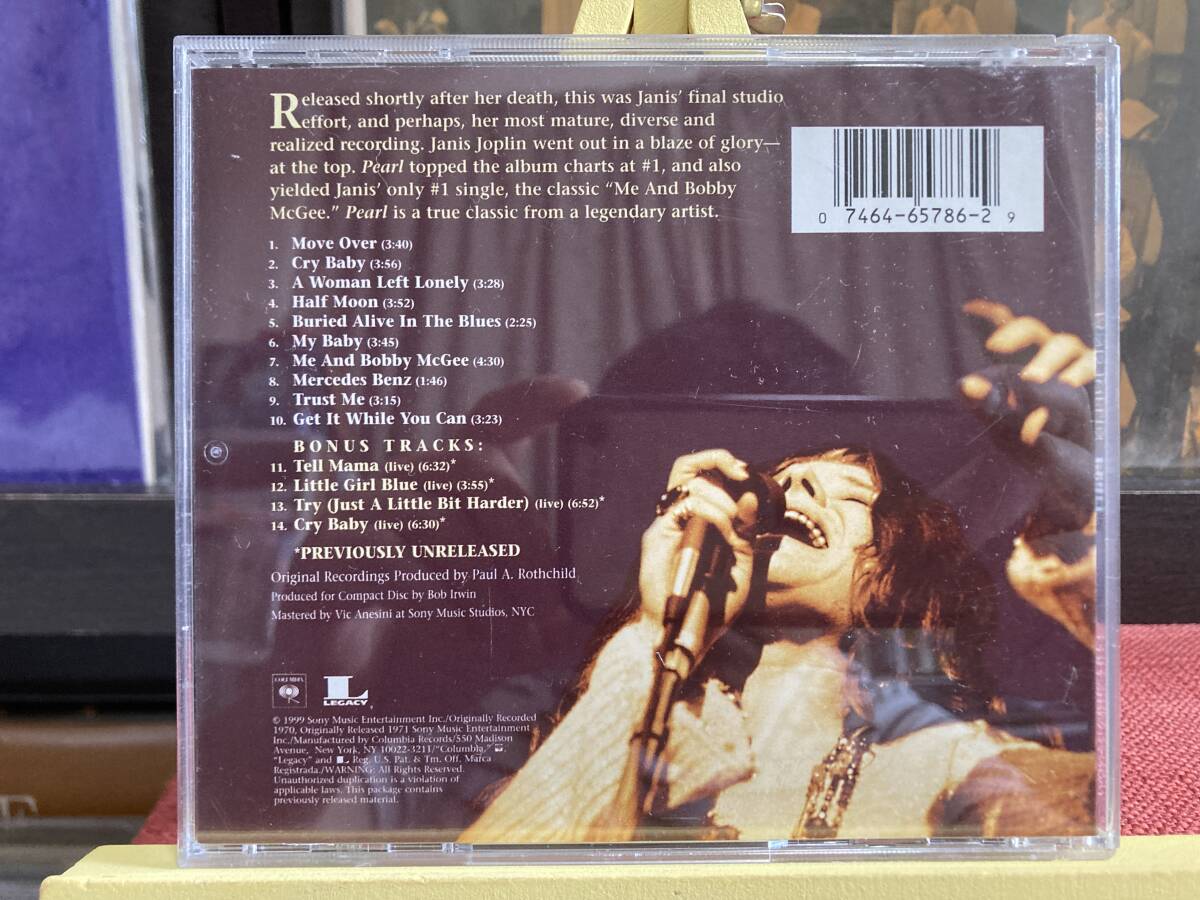 Released shortly after her death, this was Janis' final studio
effort, and perhaps, her most mature, diverse and
realized recording. Janis Joplin went out in a blaze of glory—
at the top. Pearl topped the album charts at #1, and also
yielded Janis' only #1 single, the classic “Me And Bobby
McGee.” Pearl is a true classic from a legendary artist.
0 7464-65786-2 9
1. Move Over (3:40)
2. Cry Baby (3:56)
3. A Woman Left Lonely (3:28)
4. Half Moon (3:52)
5. Buried Alive In The Blues (2:25)
6. My Baby (3:45)
7. Me And Bobby McGee (4:30)
8. Mercedes Benz (1:46)
9. Trust Me (3:15)
10. Get It While You Can (3:23)
BONUS TRACKS:
11. Tell Mama (live) (6:32)*
12. Little Girl Blue (live) (3:55)*
13. Try (Just A Little Bit Harder) (live) (6:52)*
14. Cry Baby (live) (6:30)*
*PREVIOUSLY UNRELEASED
Original Recordings Produced by Paul A. Rothchild
Produced for Compact Disc by Bob Irwin
Mastered by Vic Anesini at Sony Music Studios, NYC
COLUMBIA
L
LEGACY
© 1999 Sony Music Entertainment Inc./Originally Recorded
1970, Originally Released 1971 Sony Music Entertainment
Inc./Manufactured by Columbia Records/550 Madison
Avenue, New York, NY 10022-3211/“Columbia,”
“Legacy” and L Reg. U.S. Pat. & Tm. Off. Marca
Registrada./WARNING: All Rights Reserved.
Unauthorized duplication is a violation of
applicable laws. This package contains
previously released material.